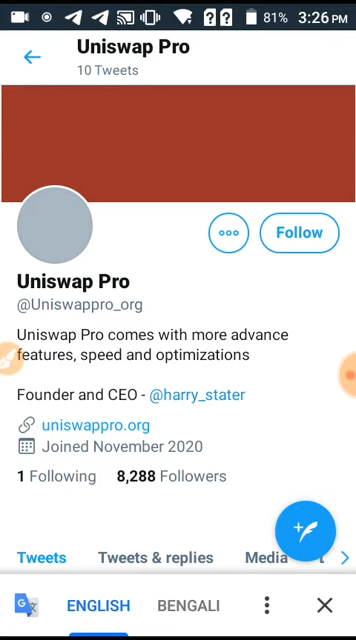 81% 3:26 PM
Uniswap Pro
10 Tweets
Follow
Uniswap Pro
@Uniswappro_org
Uniswap Pro comes with more advance
features, speed and optimizations
Founder and CEO - @harry_stater
uniswappro.org
Joined November 2020
1 Following 8,288 Followers
Tweets Tweets & replies Media
ENGLISH BENGALI